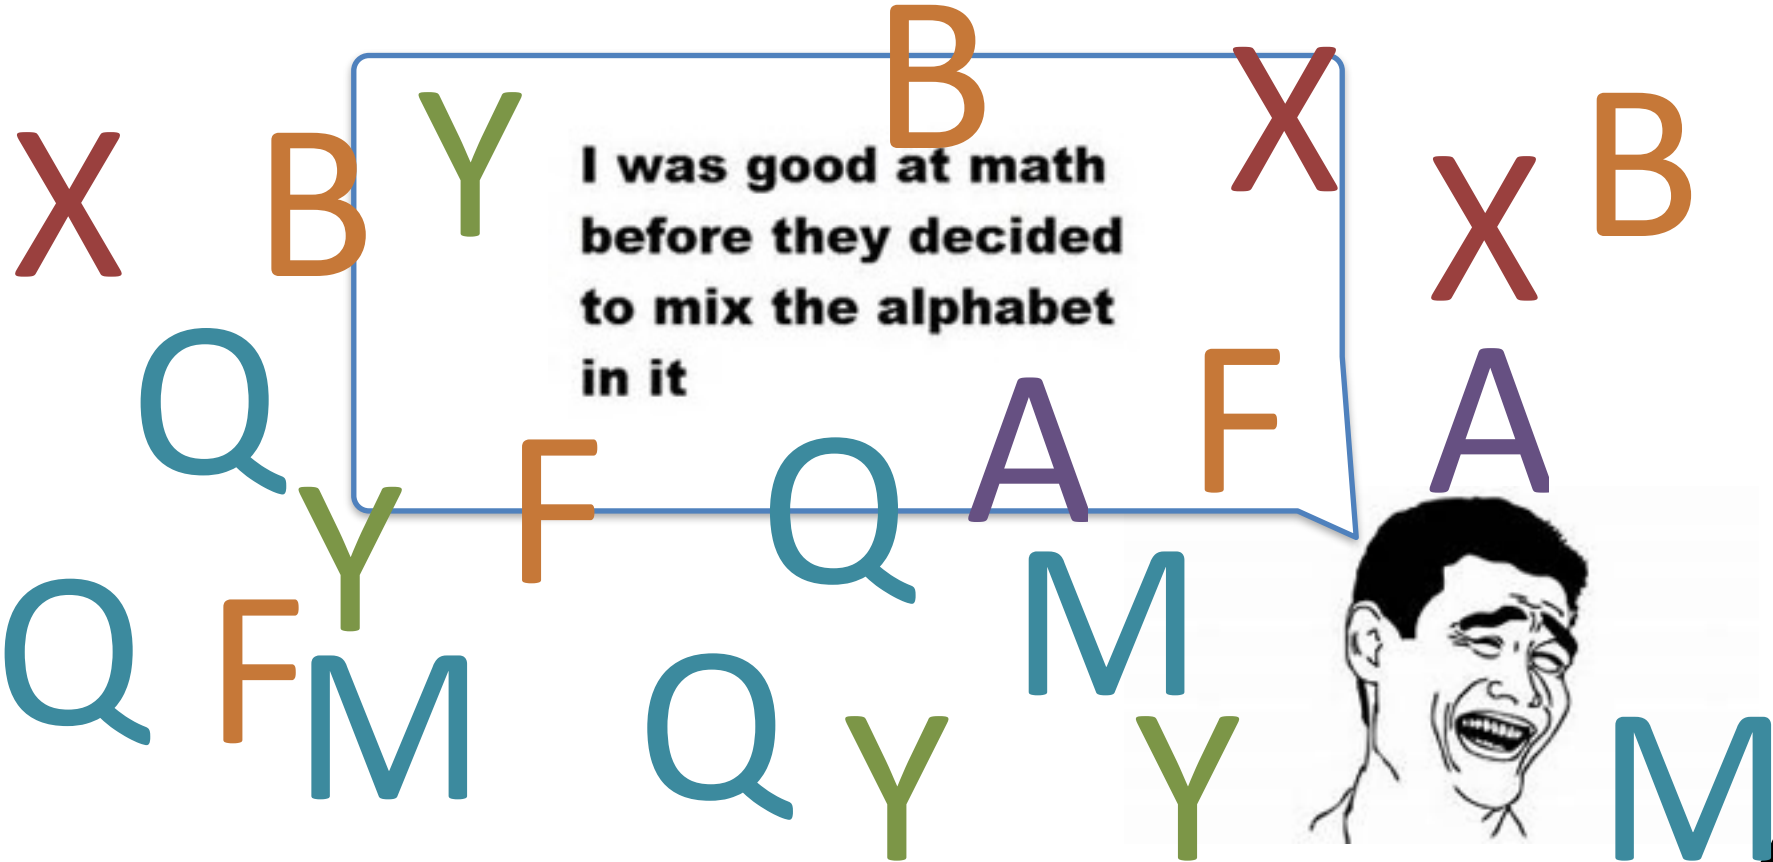 B
X
B
X
B
Y
I was good at math
before they decided
to mix the alphabet
in it
X
Q
F
A
A
Y
F
Q
M
Q
F
M
Q
Y
Y
M